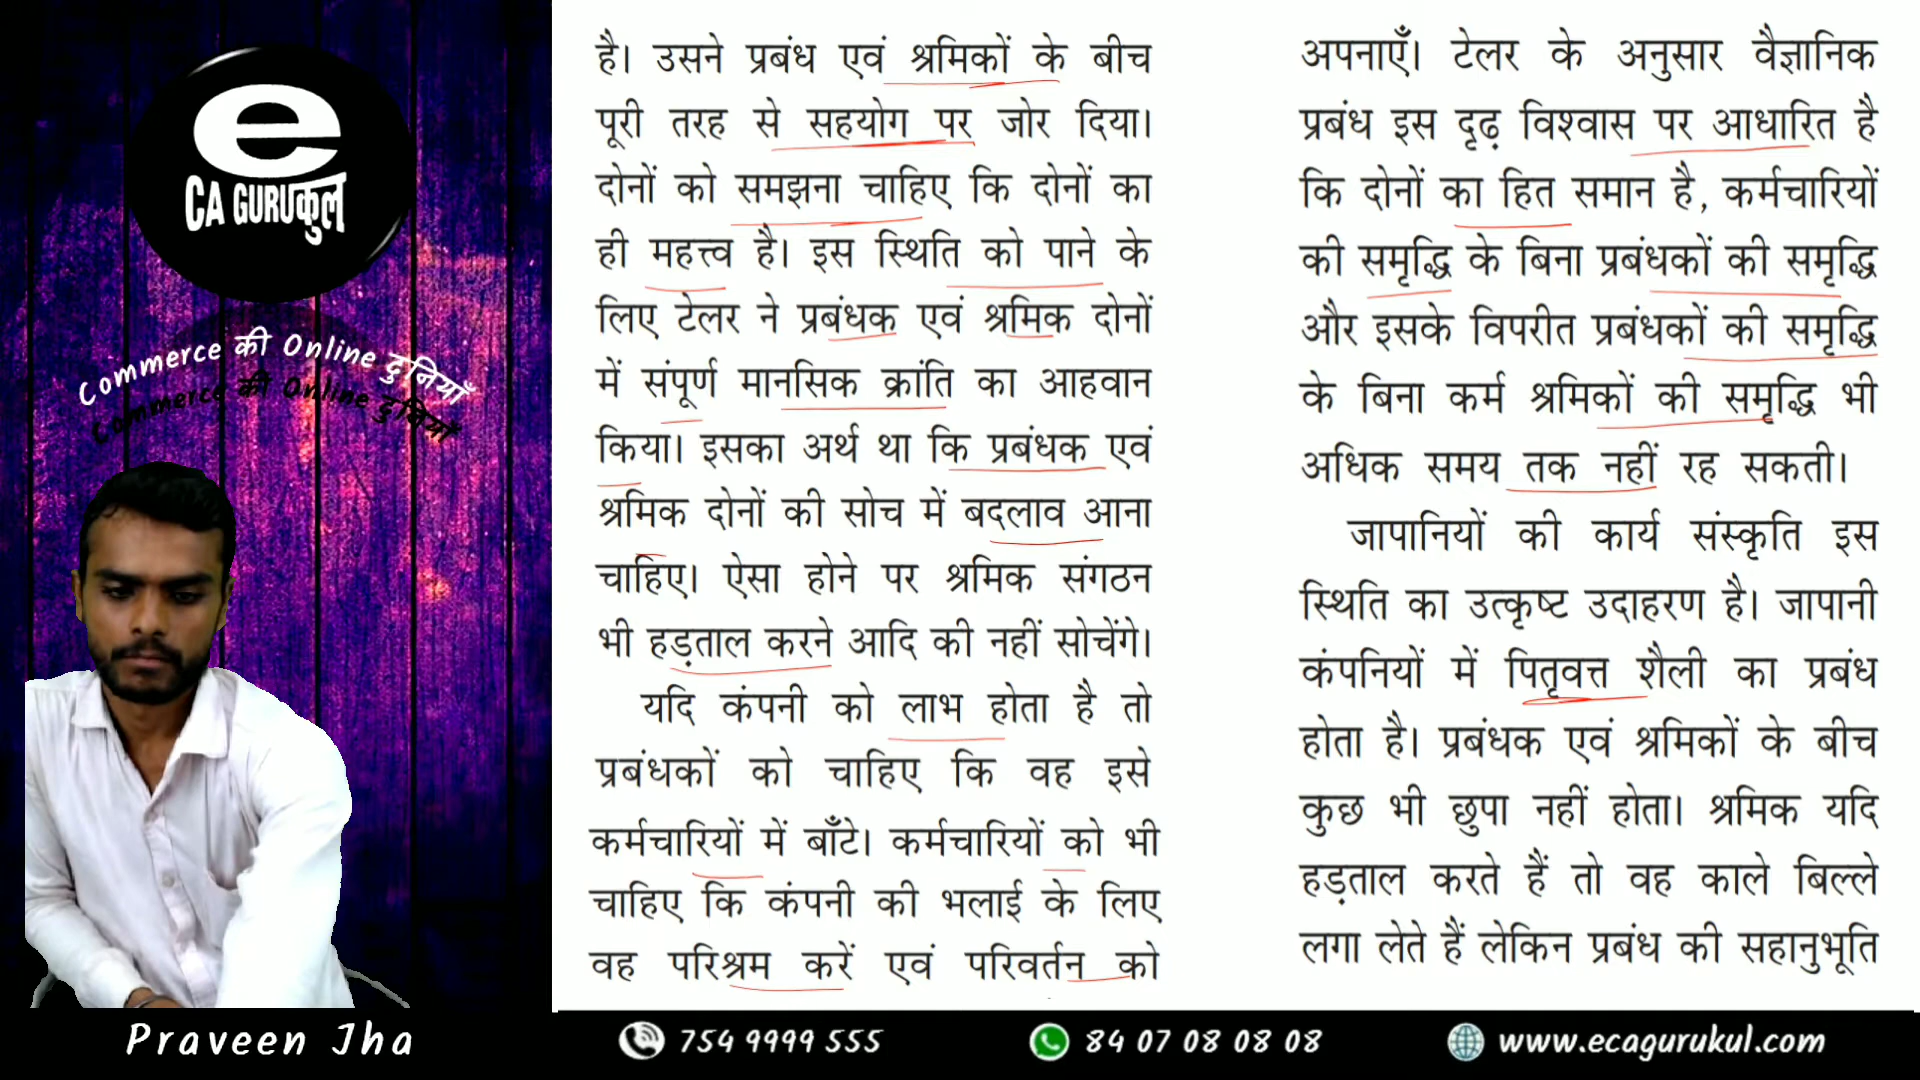 e
CA GURUकुल
Commerce की Online दुनियाँ
Commerce की Online दुनियाँ
है। उसने प्रबंध एवं श्रमिकों के बीच
पूरी तरह से सहयोग पर जोर दिया।
दोनों को समझना चाहिए कि दोनों का
ही महत्त्व है। इस स्थिति को पाने के
लिए टेलर ने प्रबंधक एवं श्रमिक दोनों
में संपूर्ण मानसिक क्रांति का आहवान
किया। इसका अर्थ था कि प्रबंधक एवं
श्रमिक दोनों की सोच में बदलाव आना
चाहिए। ऐसा होने पर श्रमिक संगठन
भी हड़ताल करने आदि की नहीं सोचेंगे।
यदि कंपनी को लाभ होता है तो
प्रबंधकों को चाहिए कि वह इसे
कर्मचारियों में बाँटे। कर्मचारियों को भी
चाहिए कि कंपनी की भलाई के लिए
वह परिश्रम करें एवं परिवर्तन को
अपनाएँ। टेलर के अनुसार वैज्ञानिक
प्रबंध इस दृढ़ विश्वास पर आधारित है
कि दोनों का हित समान है, कर्मचारियों
की समृद्धि के बिना प्रबंधकों की समृद्धि
और इसके विपरीत प्रबंधकों की समृद्धि
के बिना कर्म श्रमिकों की समृद्धि भी
अधिक समय तक नहीं रह सकती।
जापानियों की कार्य संस्कृति इस
स्थिति का उत्कृष्ट उदाहरण है। जापानी
कंपनियों में पितृवत्त शैली का प्रबंध
होता है। प्रबंधक एवं श्रमिकों के बीच
कुछ भी छुपा नहीं होता। श्रमिक यदि
हड़ताल करते हैं तो वह काले बिल्ले
लगा लेते हैं लेकिन प्रबंध की सहानुभूति
Praveen Jha
754 9999 555
84 07 08 08 08
www.ecagurukul.com